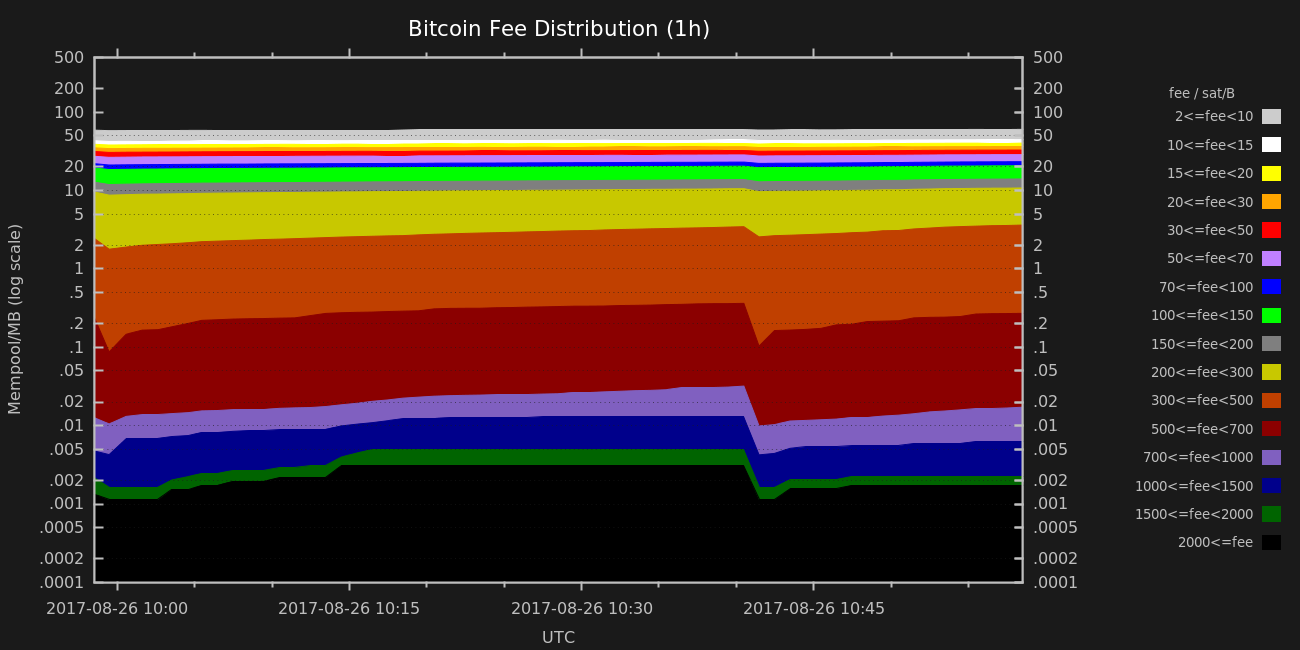 Bitcoin Fee Distribution (1h)
500
200
100
50
20
10
5
2
1
.5
.2
.1
.05
.02
.01
.005
.002
.001
.0005
.0002
.0001
Mempool/MB (log scale)
500
200
100
50
20
10
5
2
1
.5
.2
.1
.05
.02
.01
.005
.002
.001
.0005
.0002
.0001
2017-08-26 10:00
2017-08-26 10:15
2017-08-26 10:30
2017-08-26 10:45
UTC
fee / sat/B
2<=fee<10
10<=fee<15
15<=fee<20
20<=fee<30
30<=fee<50
50<=fee<70
70<=fee<100
100<=fee<150
150<=fee<200
200<=fee<300
300<=fee<500
500<=fee<700
700<=fee<1000
1000<=fee<1500
1500<=fee<2000
2000<=fee